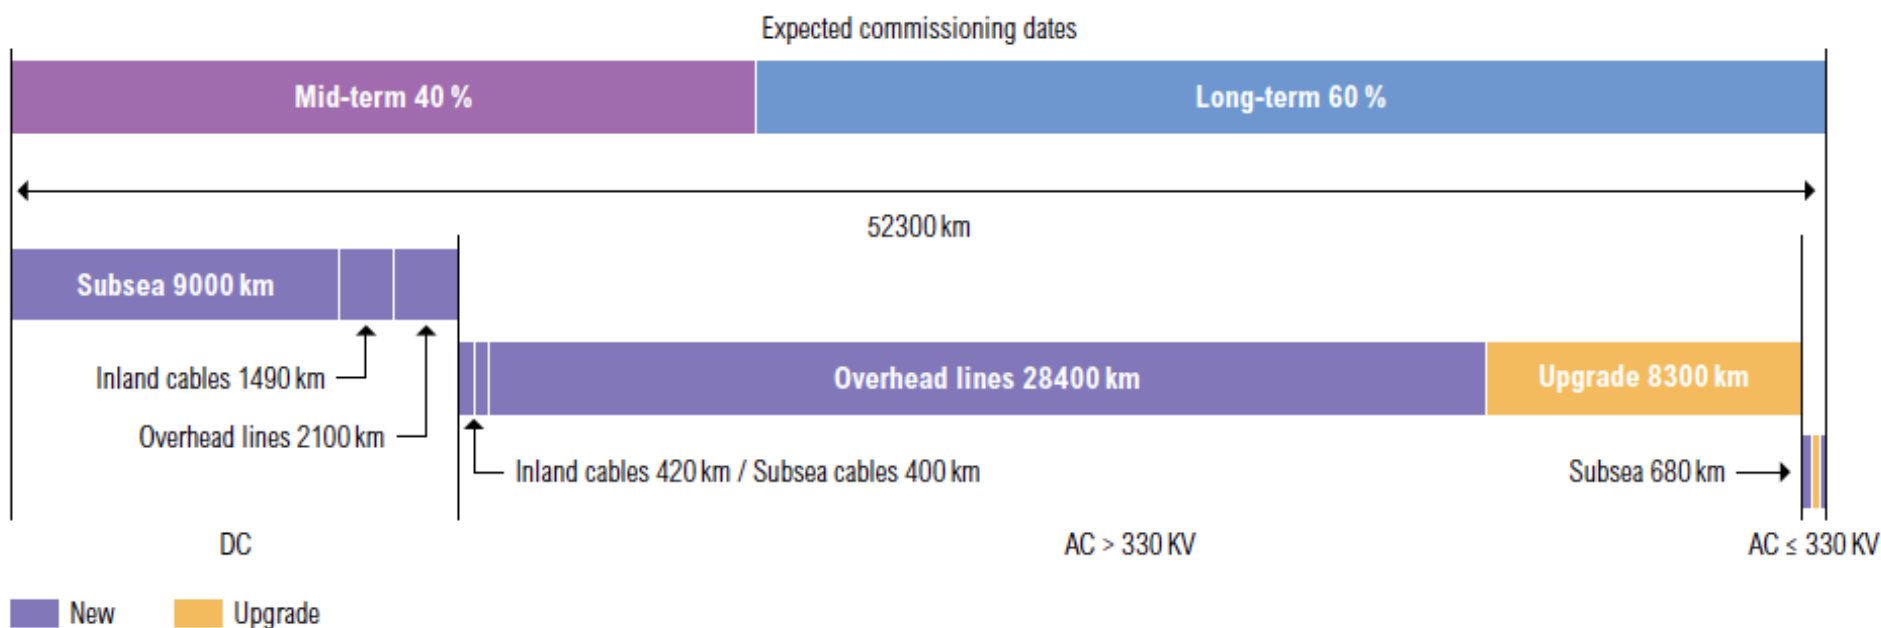 Expected commissioning dates
Mid-term 40 %
Long-term 60 %
52300 km
Subsea 9000 km
Inland cables 1490 km
Overhead lines 28400 km
Upgrade 8300 km
Overhead lines 2100 km
Inland cables 420 km / Subsea cables 400 km
Subsea 680 km
DC
AC > 330 KV
AC ≤ 330 KV
New
Upgrade